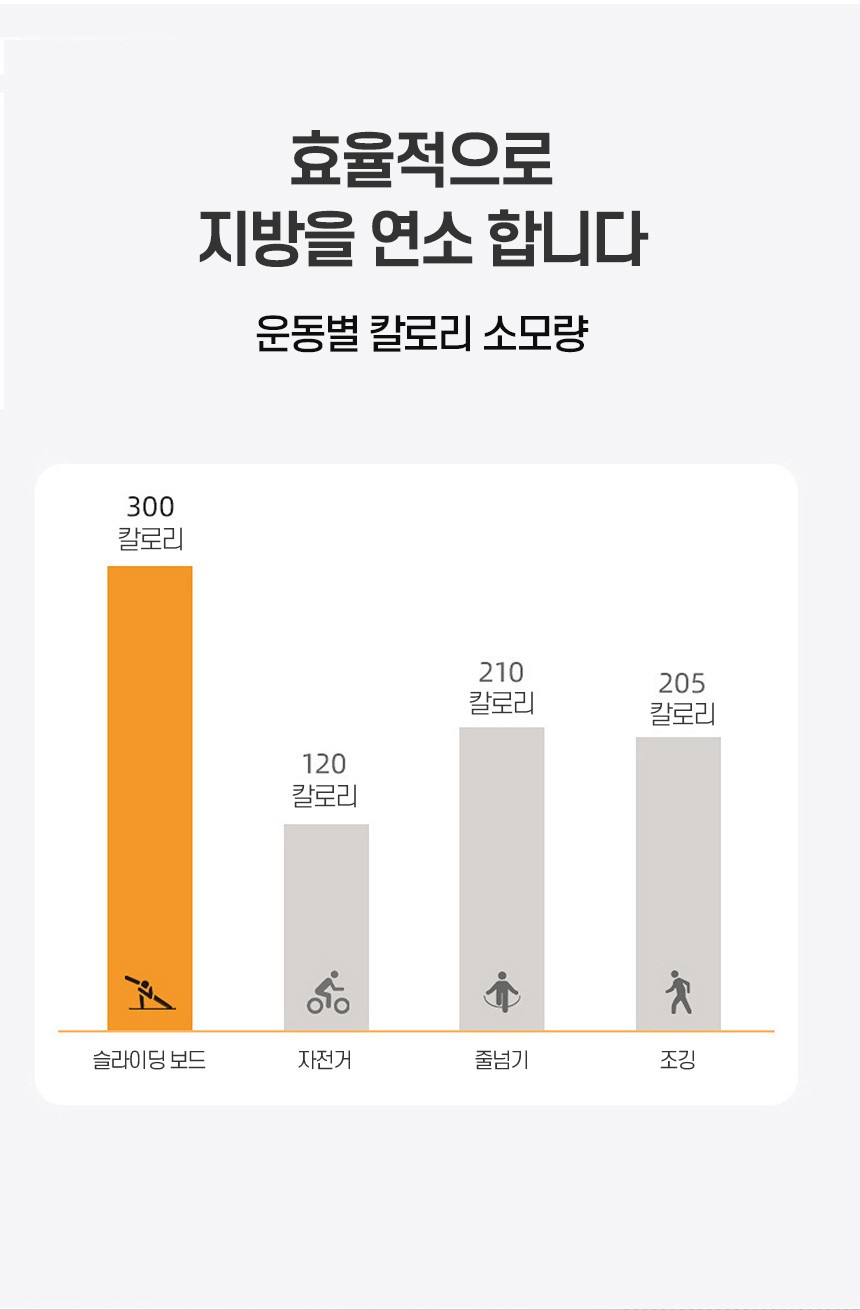 효율적으로
지방을 연소 합니다
운동별 칼로리 소모량
300
칼로리
120
칼로리
210
칼로리
205
칼로리
슬라이딩 보드
자전거
줄넘기
조깅